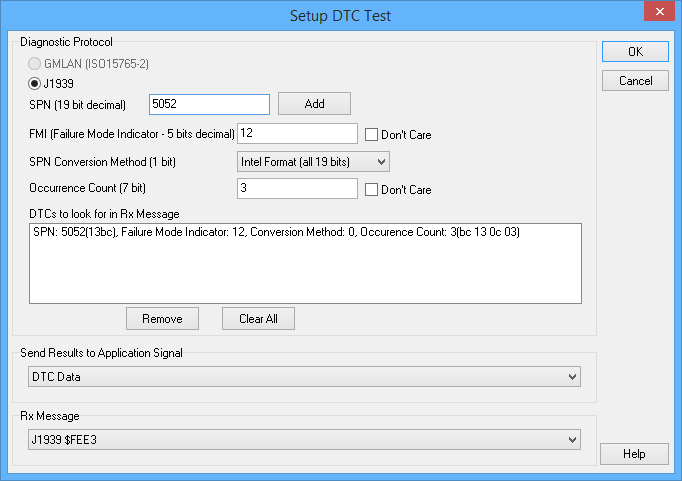 Setup DTC Test
Diagnostic Protocol
GMLAN (ISO15765-2)
J1939
SPN (19 bit decimal) 5052 Add
FMI (Failure Mode Indicator - 5 bits decimal) 12 Don't Care
SPN Conversion Method (1 bit) Intel Format (all 19 bits)
Occurrence Count (7 bit) 3 Don't Care
DTCs to look for in Rx Message
SPN: 5052(13bc), Failure Mode Indicator: 12, Conversion Method: 0, Occurence Count: 3(bc 13 0c 03)
Remove Clear All
Send Results to Application Signal
DTC Data
Rx Message
J1939 $FEE3
OK
Cancel
Help